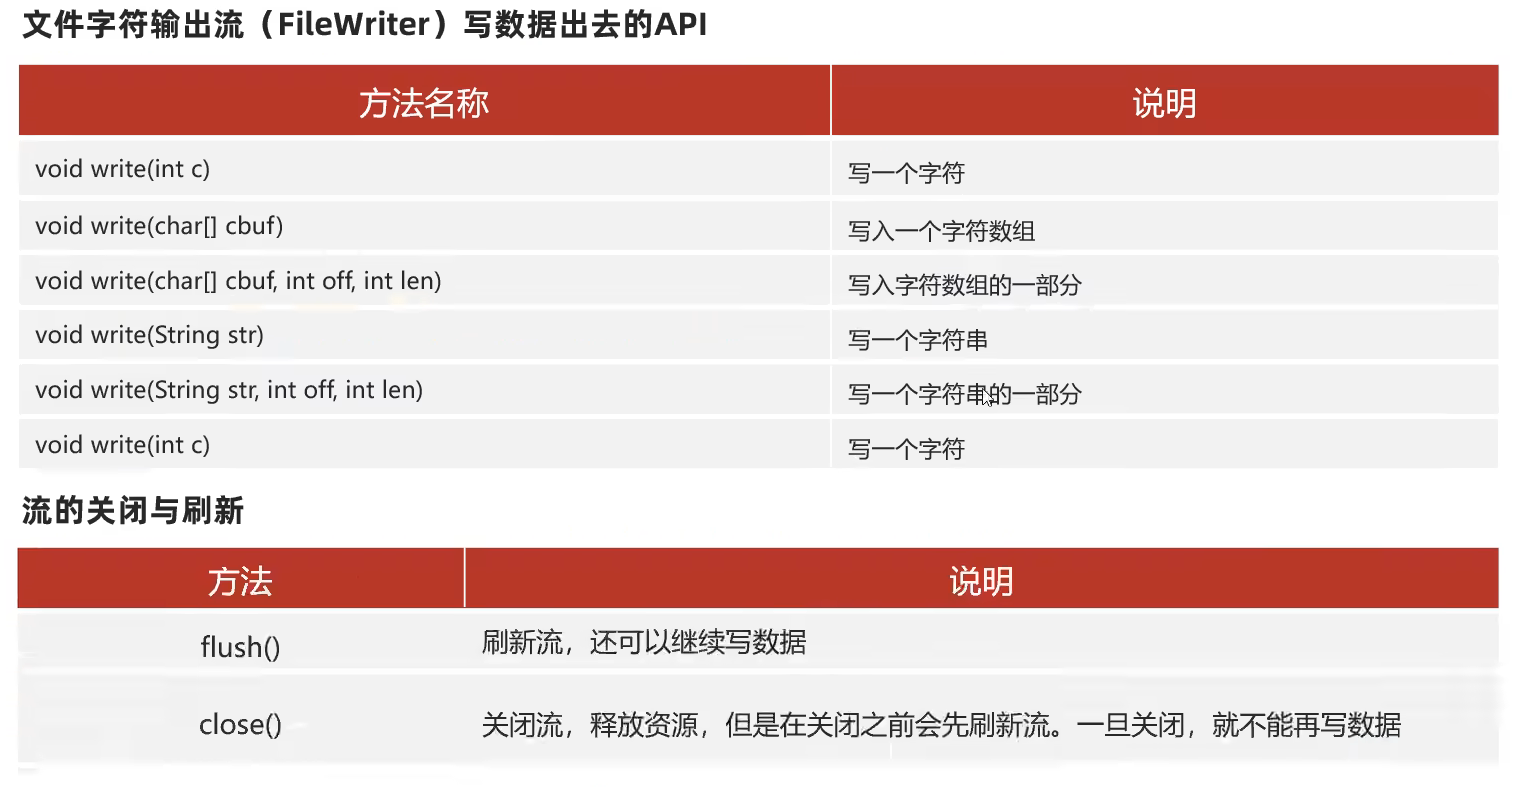 文件字符输出流（FileWriter）写数据出去的API
方法名称 说明
void write(int c) 写一个字符
void write(char[] cbuf) 写入一个字符数组
void write(char[] cbuf, int off, int len) 写入字符数组的一部分
void write(String str) 写一个字符串
void write(String str, int off, int len) 写一个字符串的一部分
void write(int c) 写一个字符
流的关闭与刷新
方法 说明
flush() 刷新流，还可以继续写数据
close() 关闭流，释放资源，但是在关闭之前会先刷新流。一旦关闭，就不能再写数据